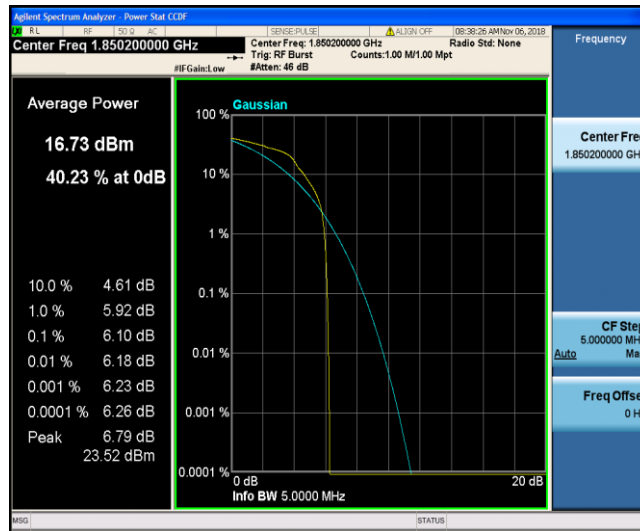 Agilent Spectrum Analyzer - Power Stat CCDF
RL RF 50 Ω AC SENSE:PULSE ALIGN OFF 08:38:26 AM Nov 06, 2018
Center Freq 1.850200000 GHz
Center Freq: 1.850200000 GHz Radio Std: None
Trig: RF Burst Counts:1.00 M/1.00 Mpt
#IFGain:Low #Atten: 46 dB
Frequency
Average Power
16.73 dBm
40.23 % at 0dB
10.0 % 4.61 dB
1.0 % 5.92 dB
0.1 % 6.10 dB
0.01 % 6.18 dB
0.001 % 6.23 dB
0.0001 % 6.26 dB
Peak 6.79 dB
23.52 dBm
Gaussian
100 %
10 %
1 %
0.1 %
0.01 %
0.001 %
0.0001 %
0 dB 20 dB
Info BW 5.0000 MHz
Center Fre
1.850200000 GH
CF Step
5.000000 MH
Auto Ma
Freq Offse
0 H
MSG STATUS